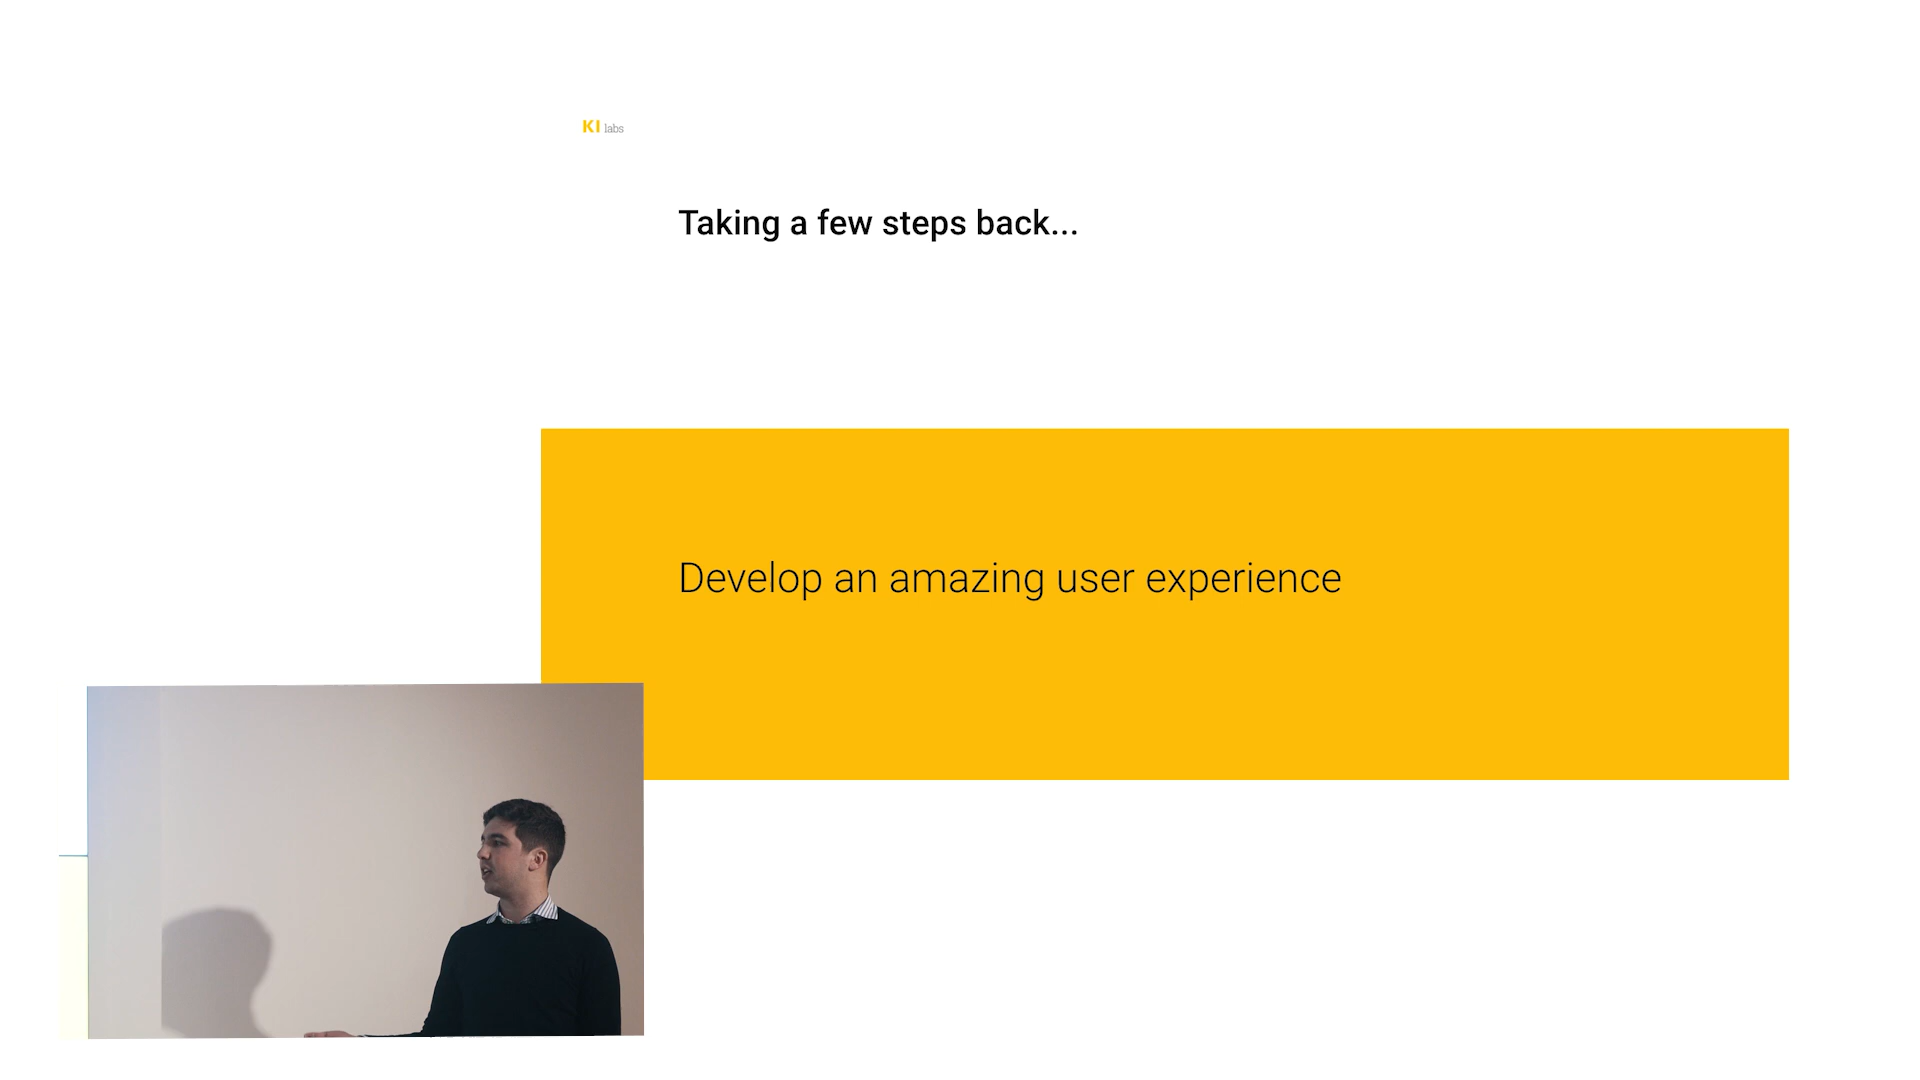 KI labs
Taking a few steps back...
Develop an amazing user experience